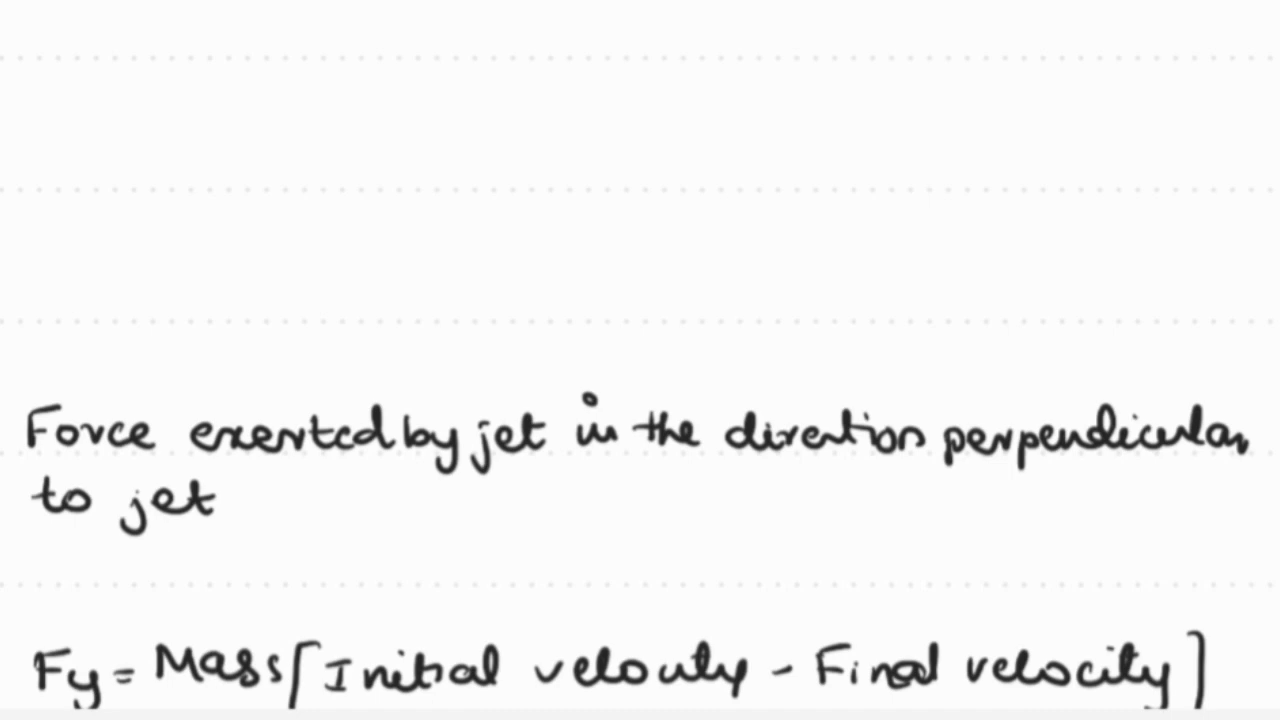 Force exerted by jet in the direction perpendicular
to jet
Fy = Mass [Initial velocity - Final velocity]